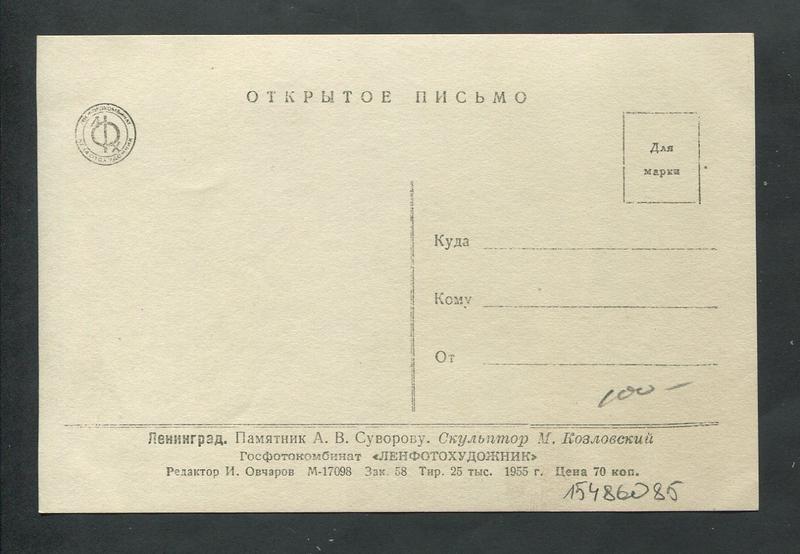 ОТКРЫТОЕ ПИСЬМО
Для
марки
Куда
Кому
От
100-
Ленинград. Памятник А. В. Суворову. Скульптор М. Козловский
Госфотокомбинат «ЛЕНФОТОХУДОЖНИК»
Редактор И. Овчаров М-17098 Зак. 58 Тир. 25 тыс. 1955 г. Цена 70 коп.